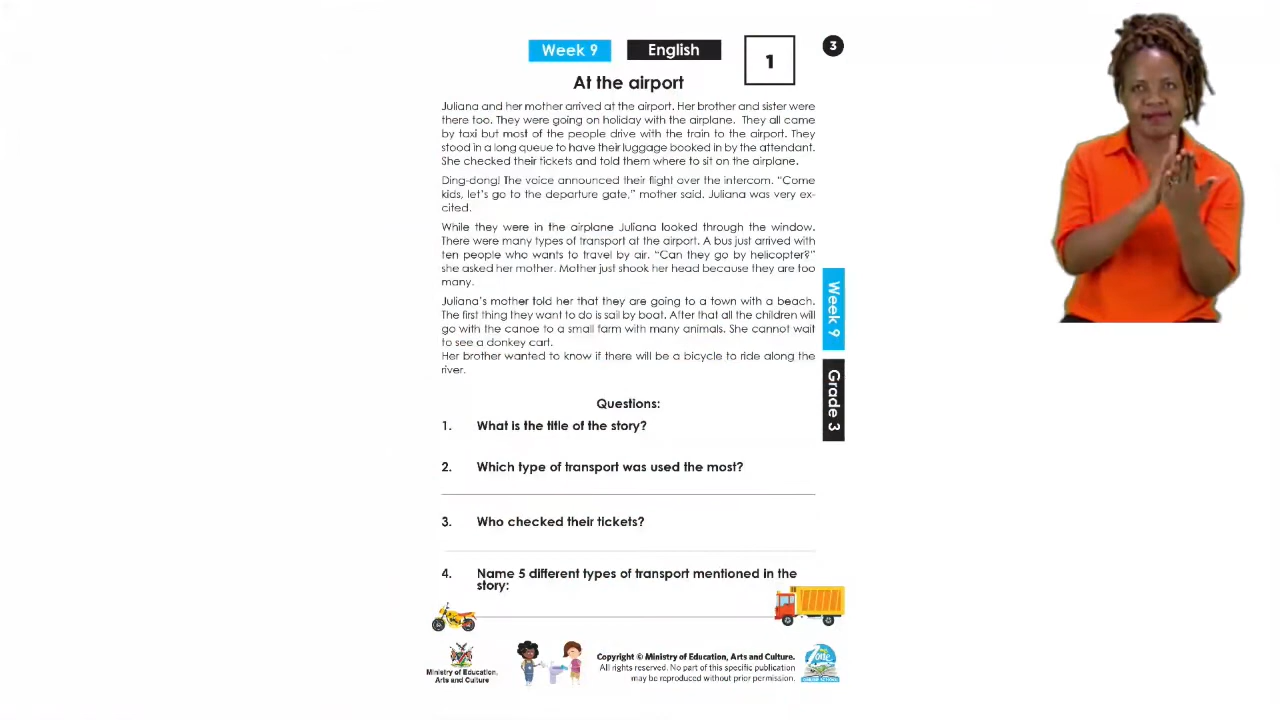 Week 9
English
1
3
At the airport
Juliana and her mother arrived at the airport. Her brother and sister were
there too. They were going on holiday with the airplane. They all came
by taxi but most of the people drive with the train to the airport. They
stood in a long queue to have their luggage booked in by the attendant.
She checked their tickets and told them where to sit on the airplane.
Ding-dong! The voice announced their flight over the intercom. “Come
kids, let’s go to the departure gate,” mother said. Juliana was very ex-
cited.
While they were in the airplane Juliana looked through the window.
There were many types of transport at the airport. A bus just arrived with
ten people who wants to travel by air. “Can they go by helicopter?”
she asked her mother. Mother just shook her head because they are too
many.
Juliana’s mother told her that they are going to a town with a beach.
The first thing they want to do is sail by boat. After that all the children will
go with the canoe to a small farm with many animals. She cannot wait
to see a donkey cart.
Her brother wanted to know if there will be a bicycle to ride along the
river.
Week 9
Grade 3
Questions:
1. What is the title of the story?
2. Which type of transport was used the most?
3. Who checked their tickets?
4. Name 5 different types of transport mentioned in the
story:
Ministry of Education,
Arts and Culture
Copyright © Ministry of Education, Arts and Culture.
All rights reserved. No part of this specific publication
may be reproduced without prior permission.